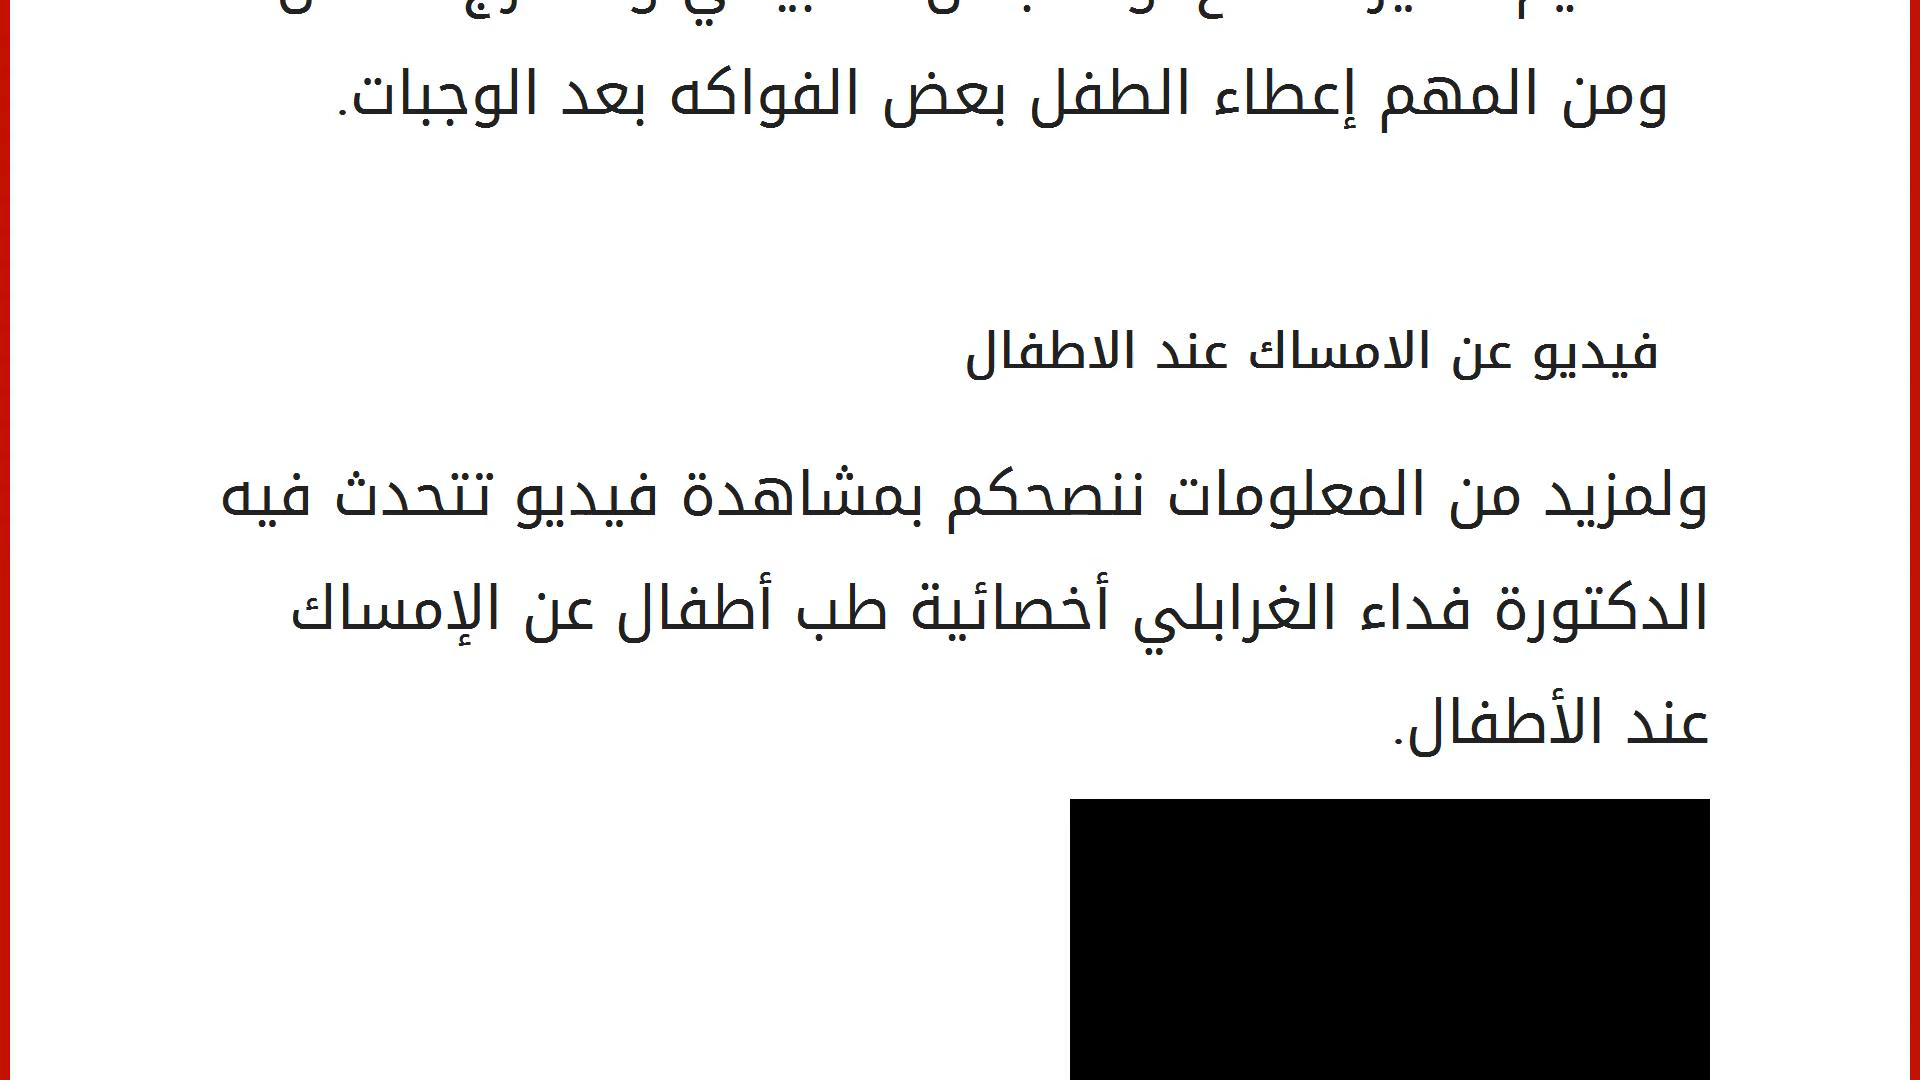 ومن المهم إعطاء الطفل بعض الفواكه بعد الوجبات.
فيديو عن الامساك عند الاطفال
ولمزيد من المعلومات ننصحكم بمشاهدة فيديو تتحدث فيه
الدكتورة فداء الغرابلي أخصائية طب أطفال عن الإمساك
عند الأطفال.